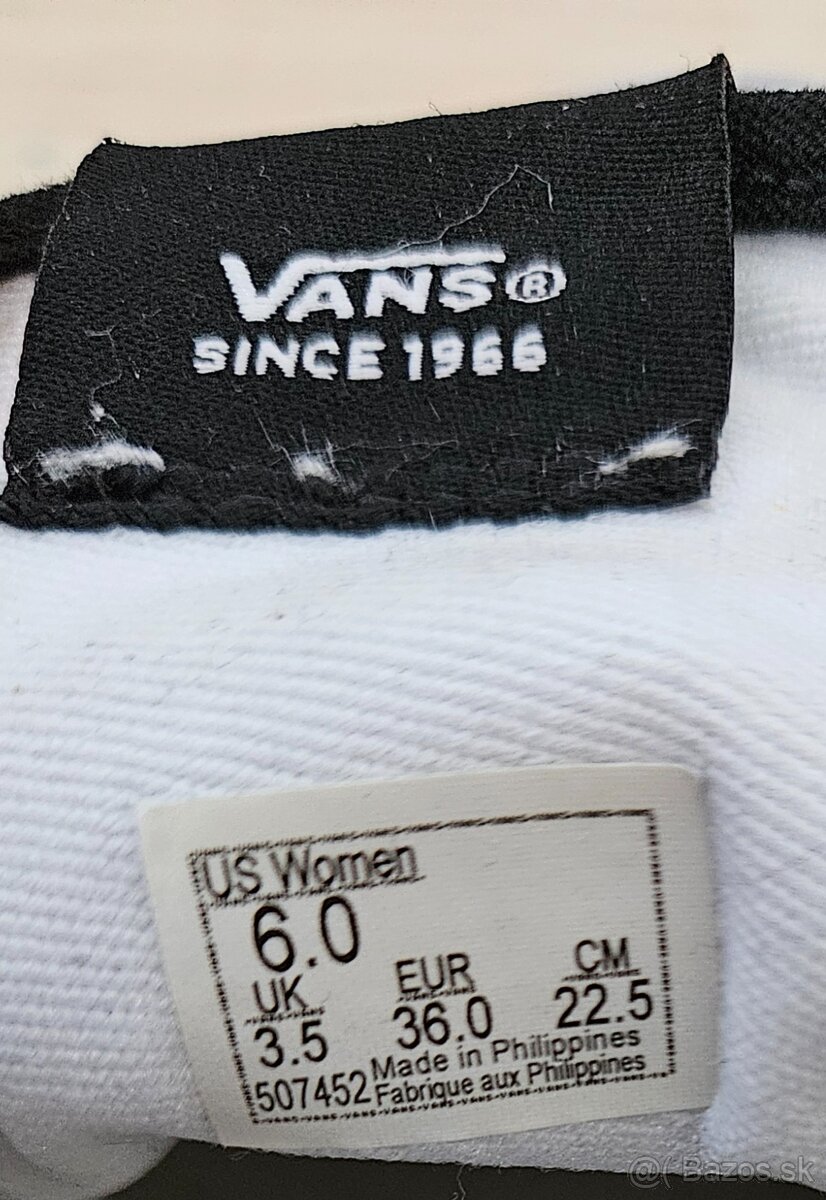 VANS®
SINCE 1966
US Women
6.0
UK EUR CM
3.5 36.0 22.5
507452 Made in Philippines
Fabrique aux Philippines
@( Bazos.sk